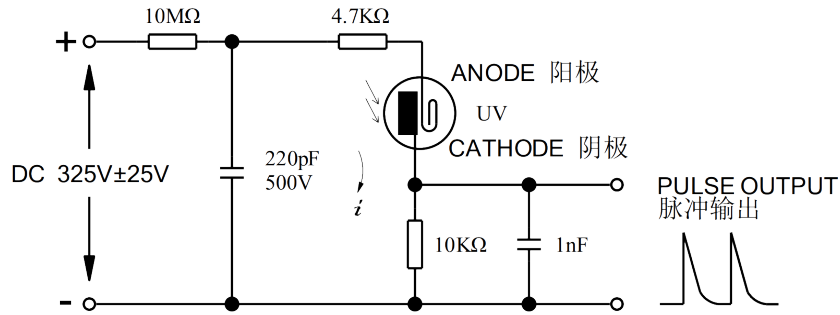 10MΩ
4.7KΩ
+
ANODE 阳极
UV
CATHODE 阴极
DC 325V±25V
220pF
500V
i
PULSE OUTPUT
脉冲输出
10KΩ
1nF
-